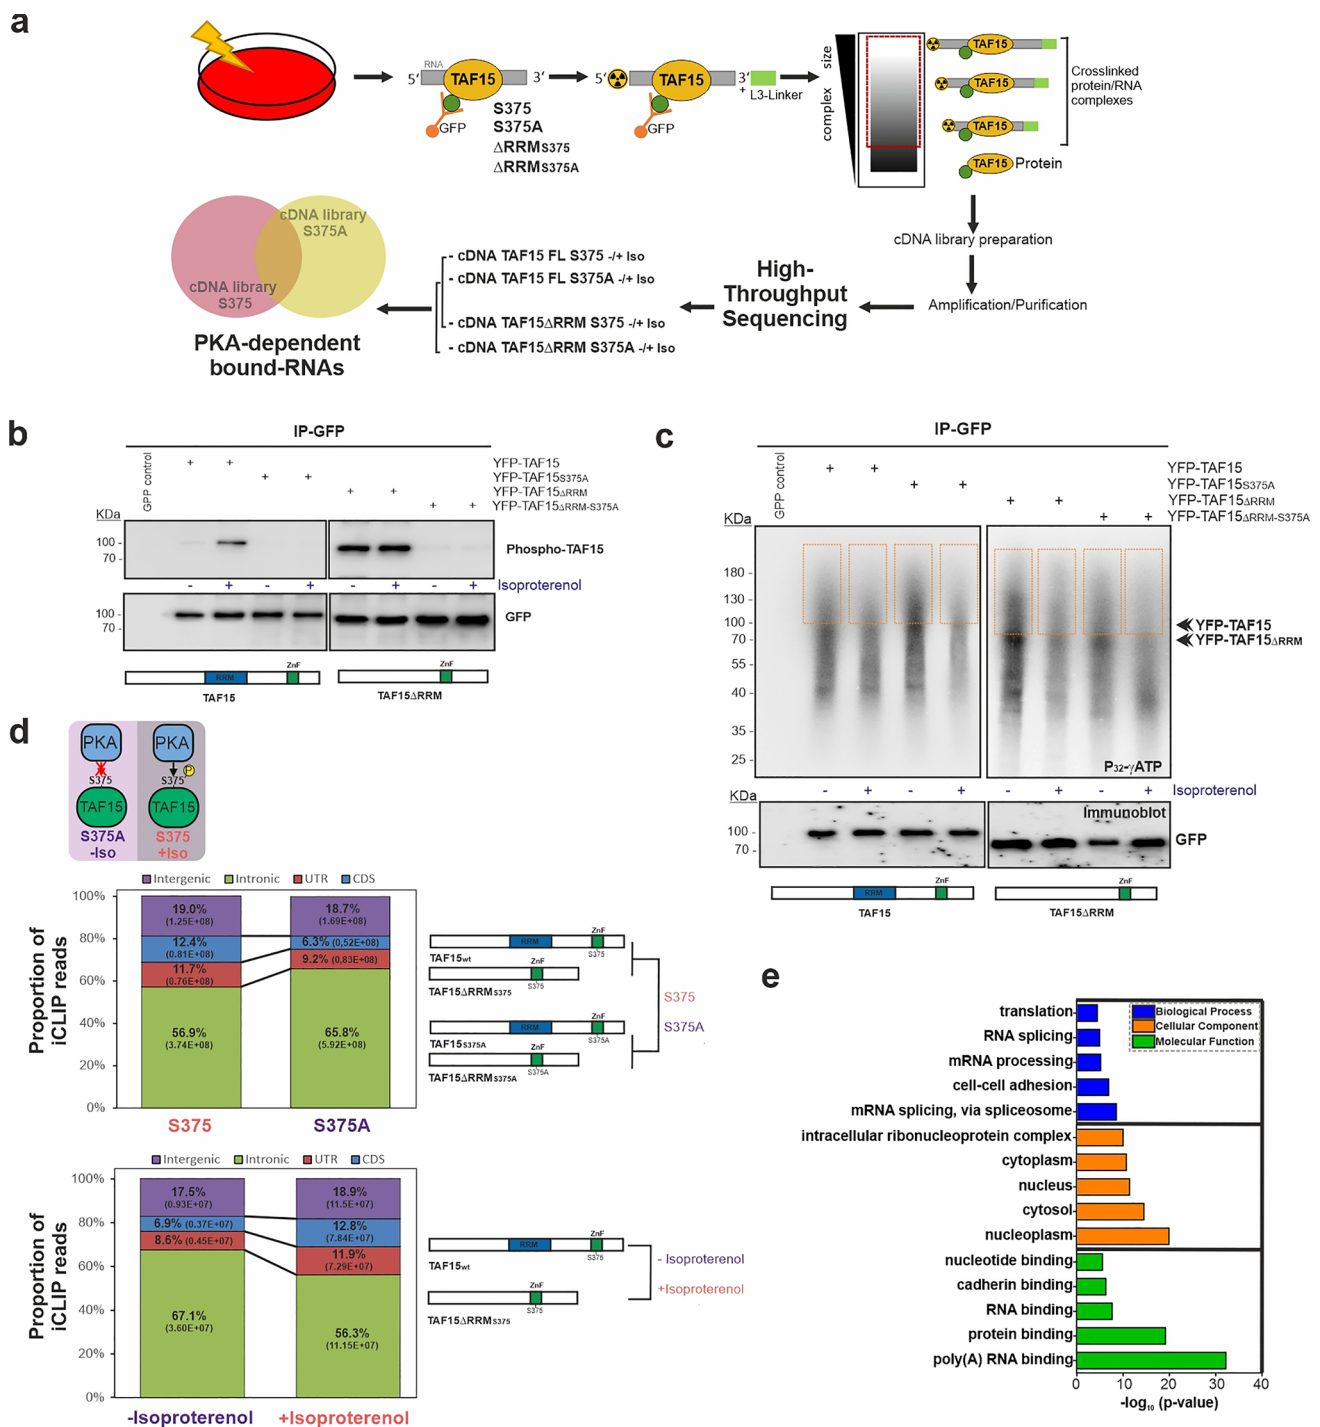 a
RNA
5'
TAF15
3'
GFP
S375
S375A
ΔRRMS375
ΔRRMS375A
5'
TAF15
3'
+ L3-Linker
GFP
complex size
TAF15
TAF15
TAF15
Crosslinked
protein/RNA
complexes
TAF15 Protein
cDNA library preparation
Amplification/Purification
High-
Throughput
Sequencing
- cDNA TAF15 FL S375 -/+ Iso
- cDNA TAF15 FL S375A -/+ Iso
- cDNA TAF15ΔRRM S375 -/+ Iso
- cDNA TAF15ΔRRM S375A -/+ Iso
cDNA library
S375A
cDNA library
S375
PKA-dependent
bound-RNAs
b
IP-GFP
GPP control
+ + YFP-TAF15
+ + YFP-TAF15S375A
+ + YFP-TAF15ΔRRM
+ + YFP-TAF15ΔRRM-S375A
KDa
100 -
70 -
Phospho-TAF15
- + - + - + - + Isoproterenol
100 -
70 -
GFP
RRM
ZnF
TAF15
ZnF
TAF15ΔRRM
c
IP-GFP
GPP control
+ + YFP-TAF15
+ + YFP-TAF15S375A
+ + YFP-TAF15ΔRRM
+ + YFP-TAF15ΔRRM-S375A
KDa
180 -
130 -
100 -
70 -
55 -
40 -
35 -
25 -
YFP-TAF15
YFP-TAF15ΔRRM
P32-γATP
- + - + - + - + Isoproterenol
KDa
100 -
70 -
Immunoblot
GFP
RRM
ZnF
TAF15
ZnF
TAF15ΔRRM
d
PKA
S375
TAF15
S375A
-Iso
PKA
P
S375
TAF15
S375
+Iso
Intergenic Intronic UTR CDS
Proportion of
iCLIP reads
100%
80%
60%
40%
20%
0%
19.0%
(1.25E+08)
12.4%
(0.81E+08)
11.7%
(0.76E+08)
56.9%
(3.74E+08)
18.7%
(1.69E+08)
6.3% (0,52E+08)
9.2% (0,83E+08)
65.8%
(5.92E+08)
S375 S375A
RRM
ZnF
S375
TAF15wt
ZnF
S375
TAF15ΔRRMS375
RRM
ZnF
S375A
TAF15S375A
ZnF
S375A
TAF15ΔRRMS375A
S375
S375A
Intergenic Intronic UTR CDS
Proportion of
iCLIP reads
100%
80%
60%
40%
20%
0%
17.5%
(0.93E+07)
6.9% (0.37E+07)
8.6% (0.45E+07)
67.1%
(3.60E+07)
18.9%
(11.5E+07)
12.8%
(7.84E+07)
11.9%
(7.29E+07)
56.3%
(11.15E+07)
-Isoproterenol +Isoproterenol
RRM
ZnF
S375
TAF15wt
ZnF
S375
TAF15ΔRRMS375
- Isoproterenol
+Isoproterenol
e
translation
RNA splicing
mRNA processing
cell-cell adhesion
mRNA splicing, via spliceosome
intracellular ribonucleoprotein complex
cytoplasm
nucleus
cytosol
nucleoplasm
nucleotide binding
cadherin binding
RNA binding
protein binding
poly(A) RNA binding
Biological Process
Cellular Component
Molecular Function
0 10 20 30 40
-log10 (p-value)